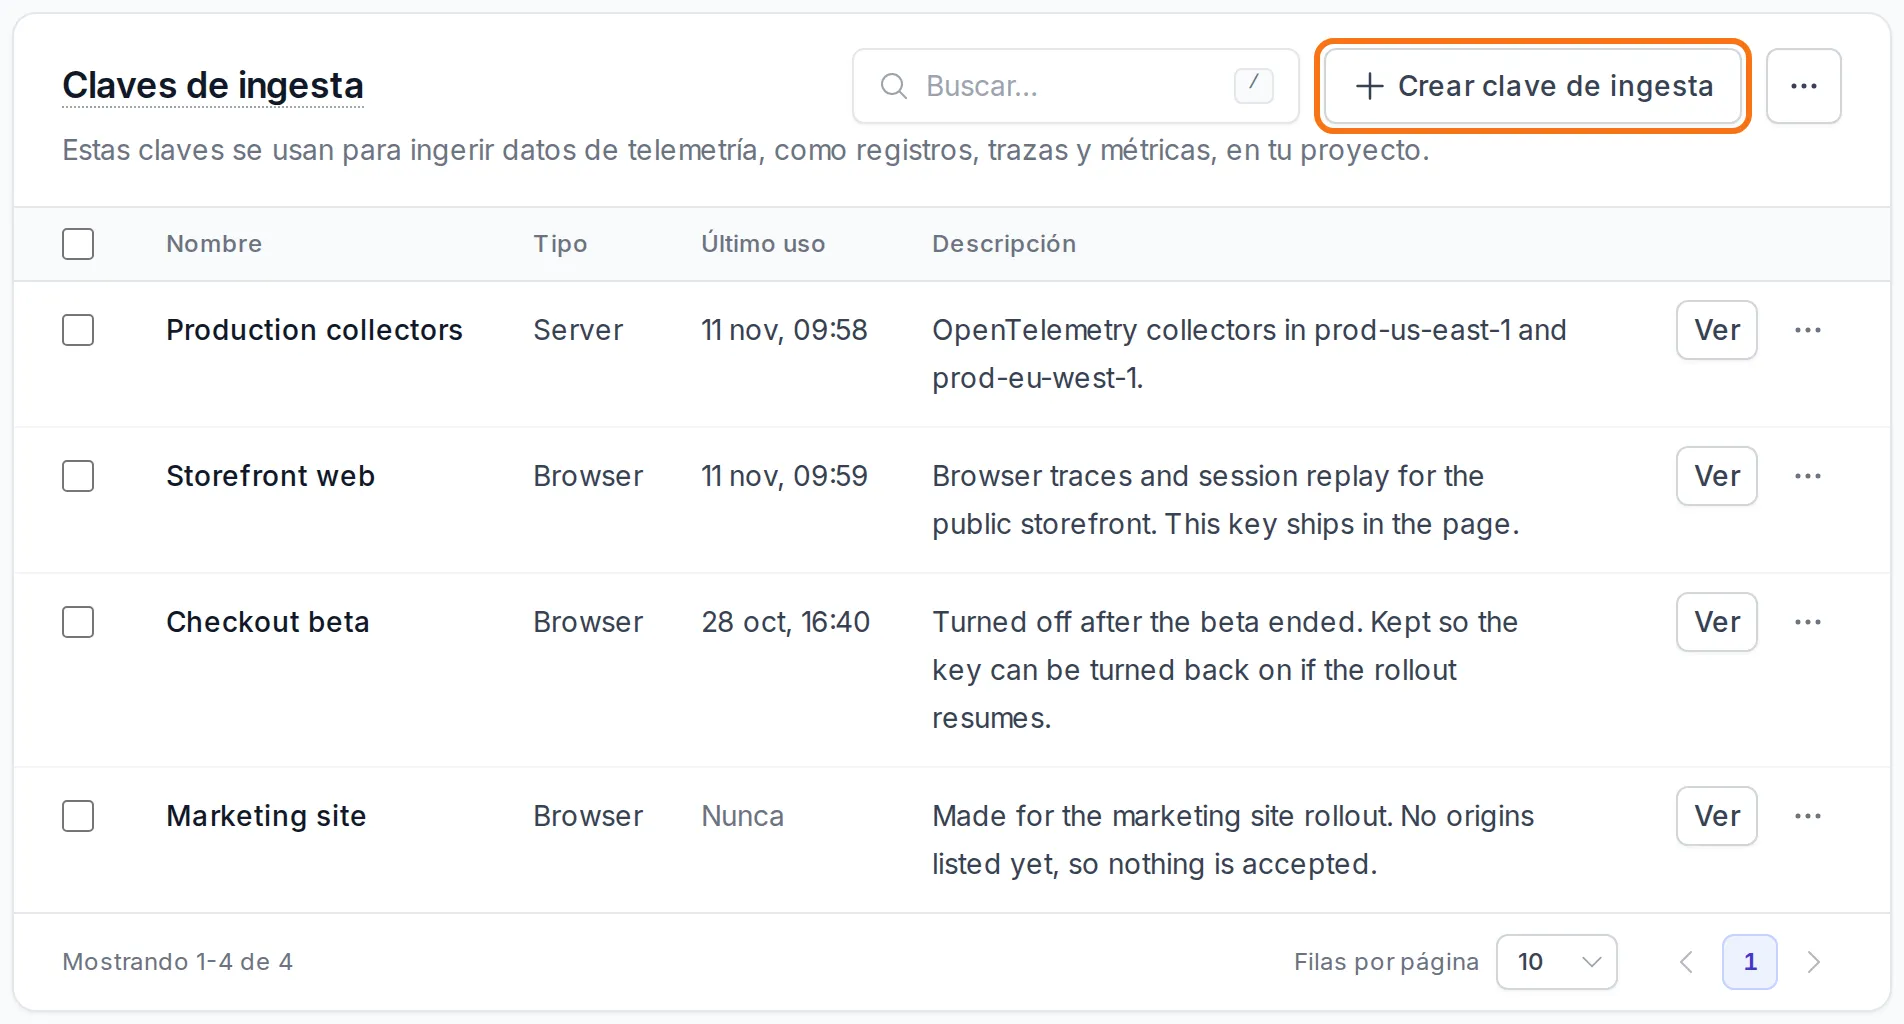 Claves de ingesta
Buscar...
/
+ Crear clave de ingesta
Estas claves se usan para ingerir datos de telemetría, como registros, trazas y métricas, en tu proyecto.
Nombre Tipo Último uso Descripción
Production collectors Server 11 nov, 09:58 OpenTelemetry collectors in prod-us-east-1 and Ver
prod-eu-west-1.
Storefront web Browser 11 nov, 09:59 Browser traces and session replay for the Ver
public storefront. This key ships in the page.
Checkout beta Browser 28 oct, 16:40 Turned off after the beta ended. Kept so the Ver
key can be turned back on if the rollout
resumes.
Marketing site Browser Nunca Made for the marketing site rollout. No origins Ver
listed yet, so nothing is accepted.
Mostrando 1-4 de 4 Filas por página 10 1